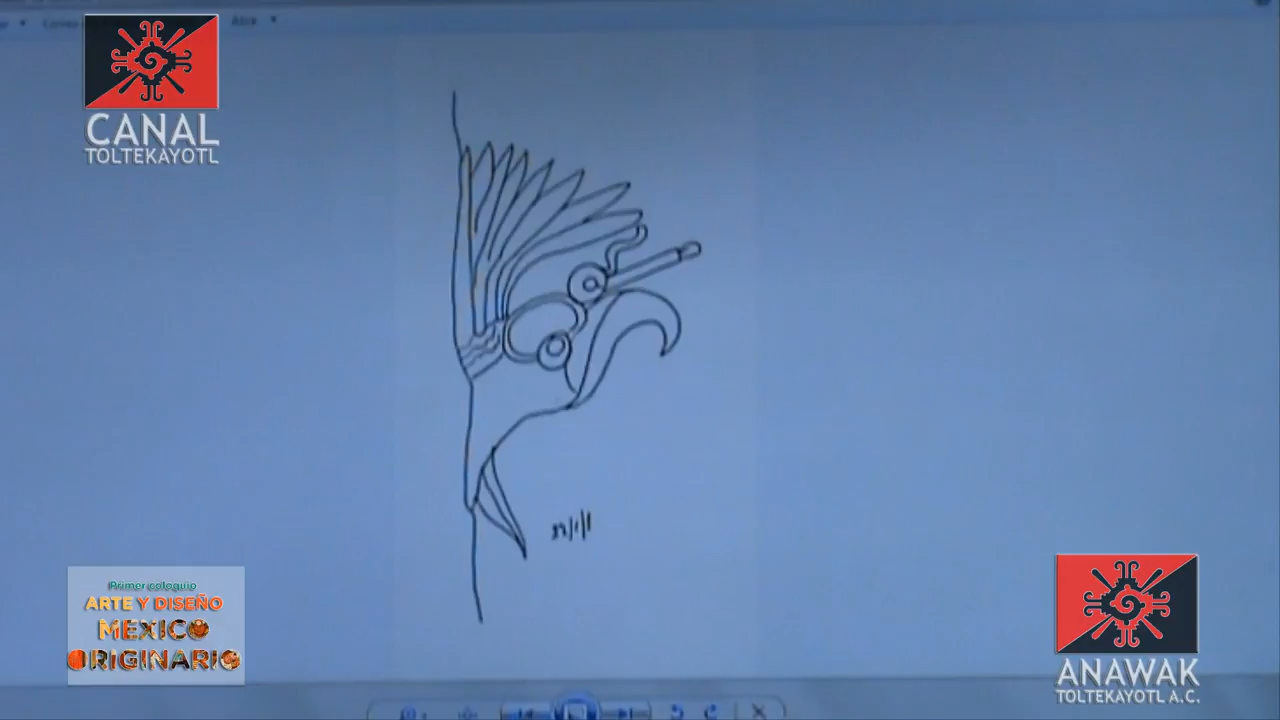 CANAL
TOLTEKAYOTL
Primer coloquio
ARTE Y DISEÑO
MEXICO
ORIGINARIO
ANAWAK
TOLTEKAYOTL A.C.